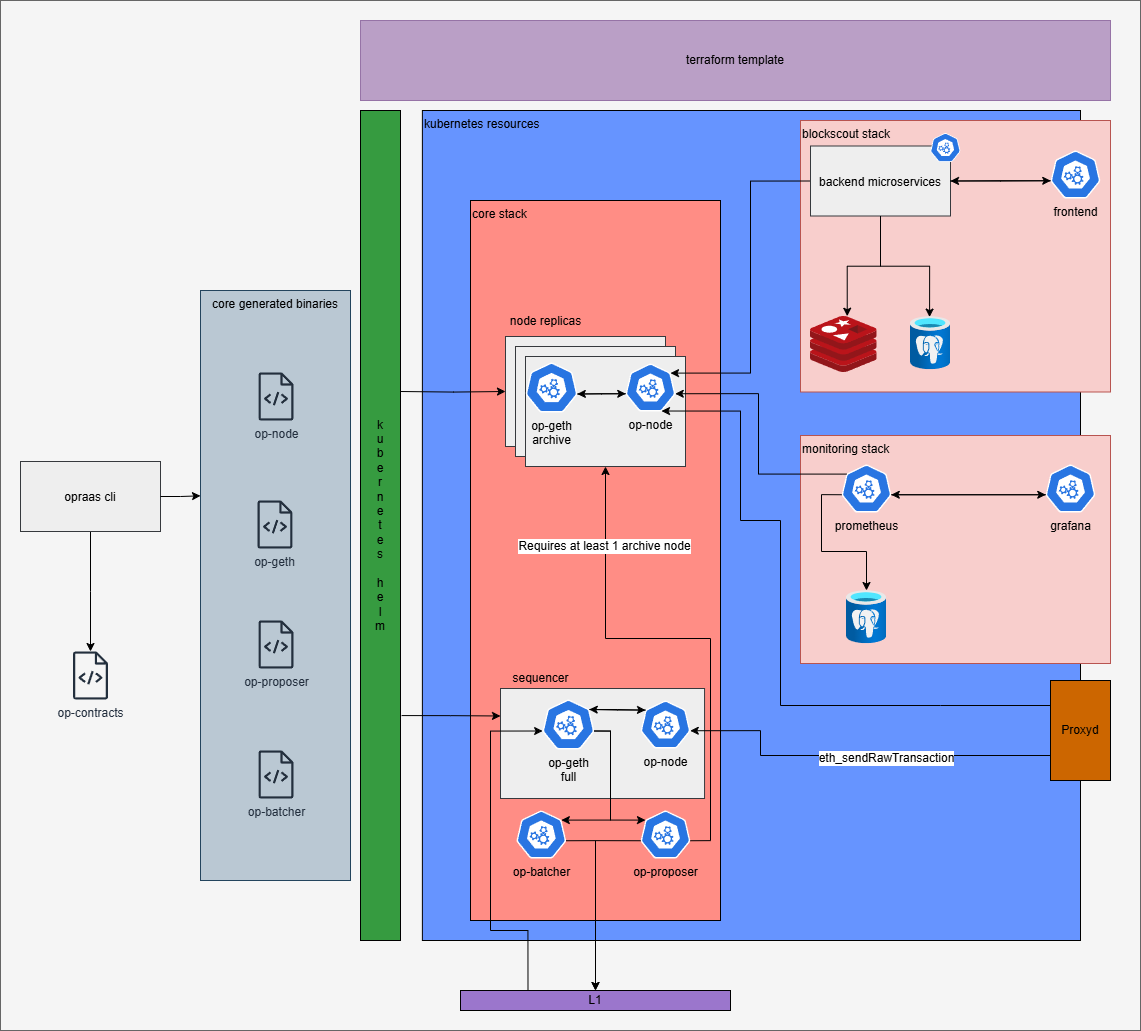 terraform template
kubernetes resources
blockscout stack
backend microservices
frontend
core stack
core generated binaries
node replicas
op-node
op-geth
archive
op-node
kubernetes helm
monitoring stack
opraas cli
prometheus
grafana
op-geth
Requires at least 1 archive node
op-proposer
op-contracts
sequencer
op-geth
full
op-node
Proxyd
eth_sendRawTransaction
op-batcher
op-batcher
op-proposer
L1